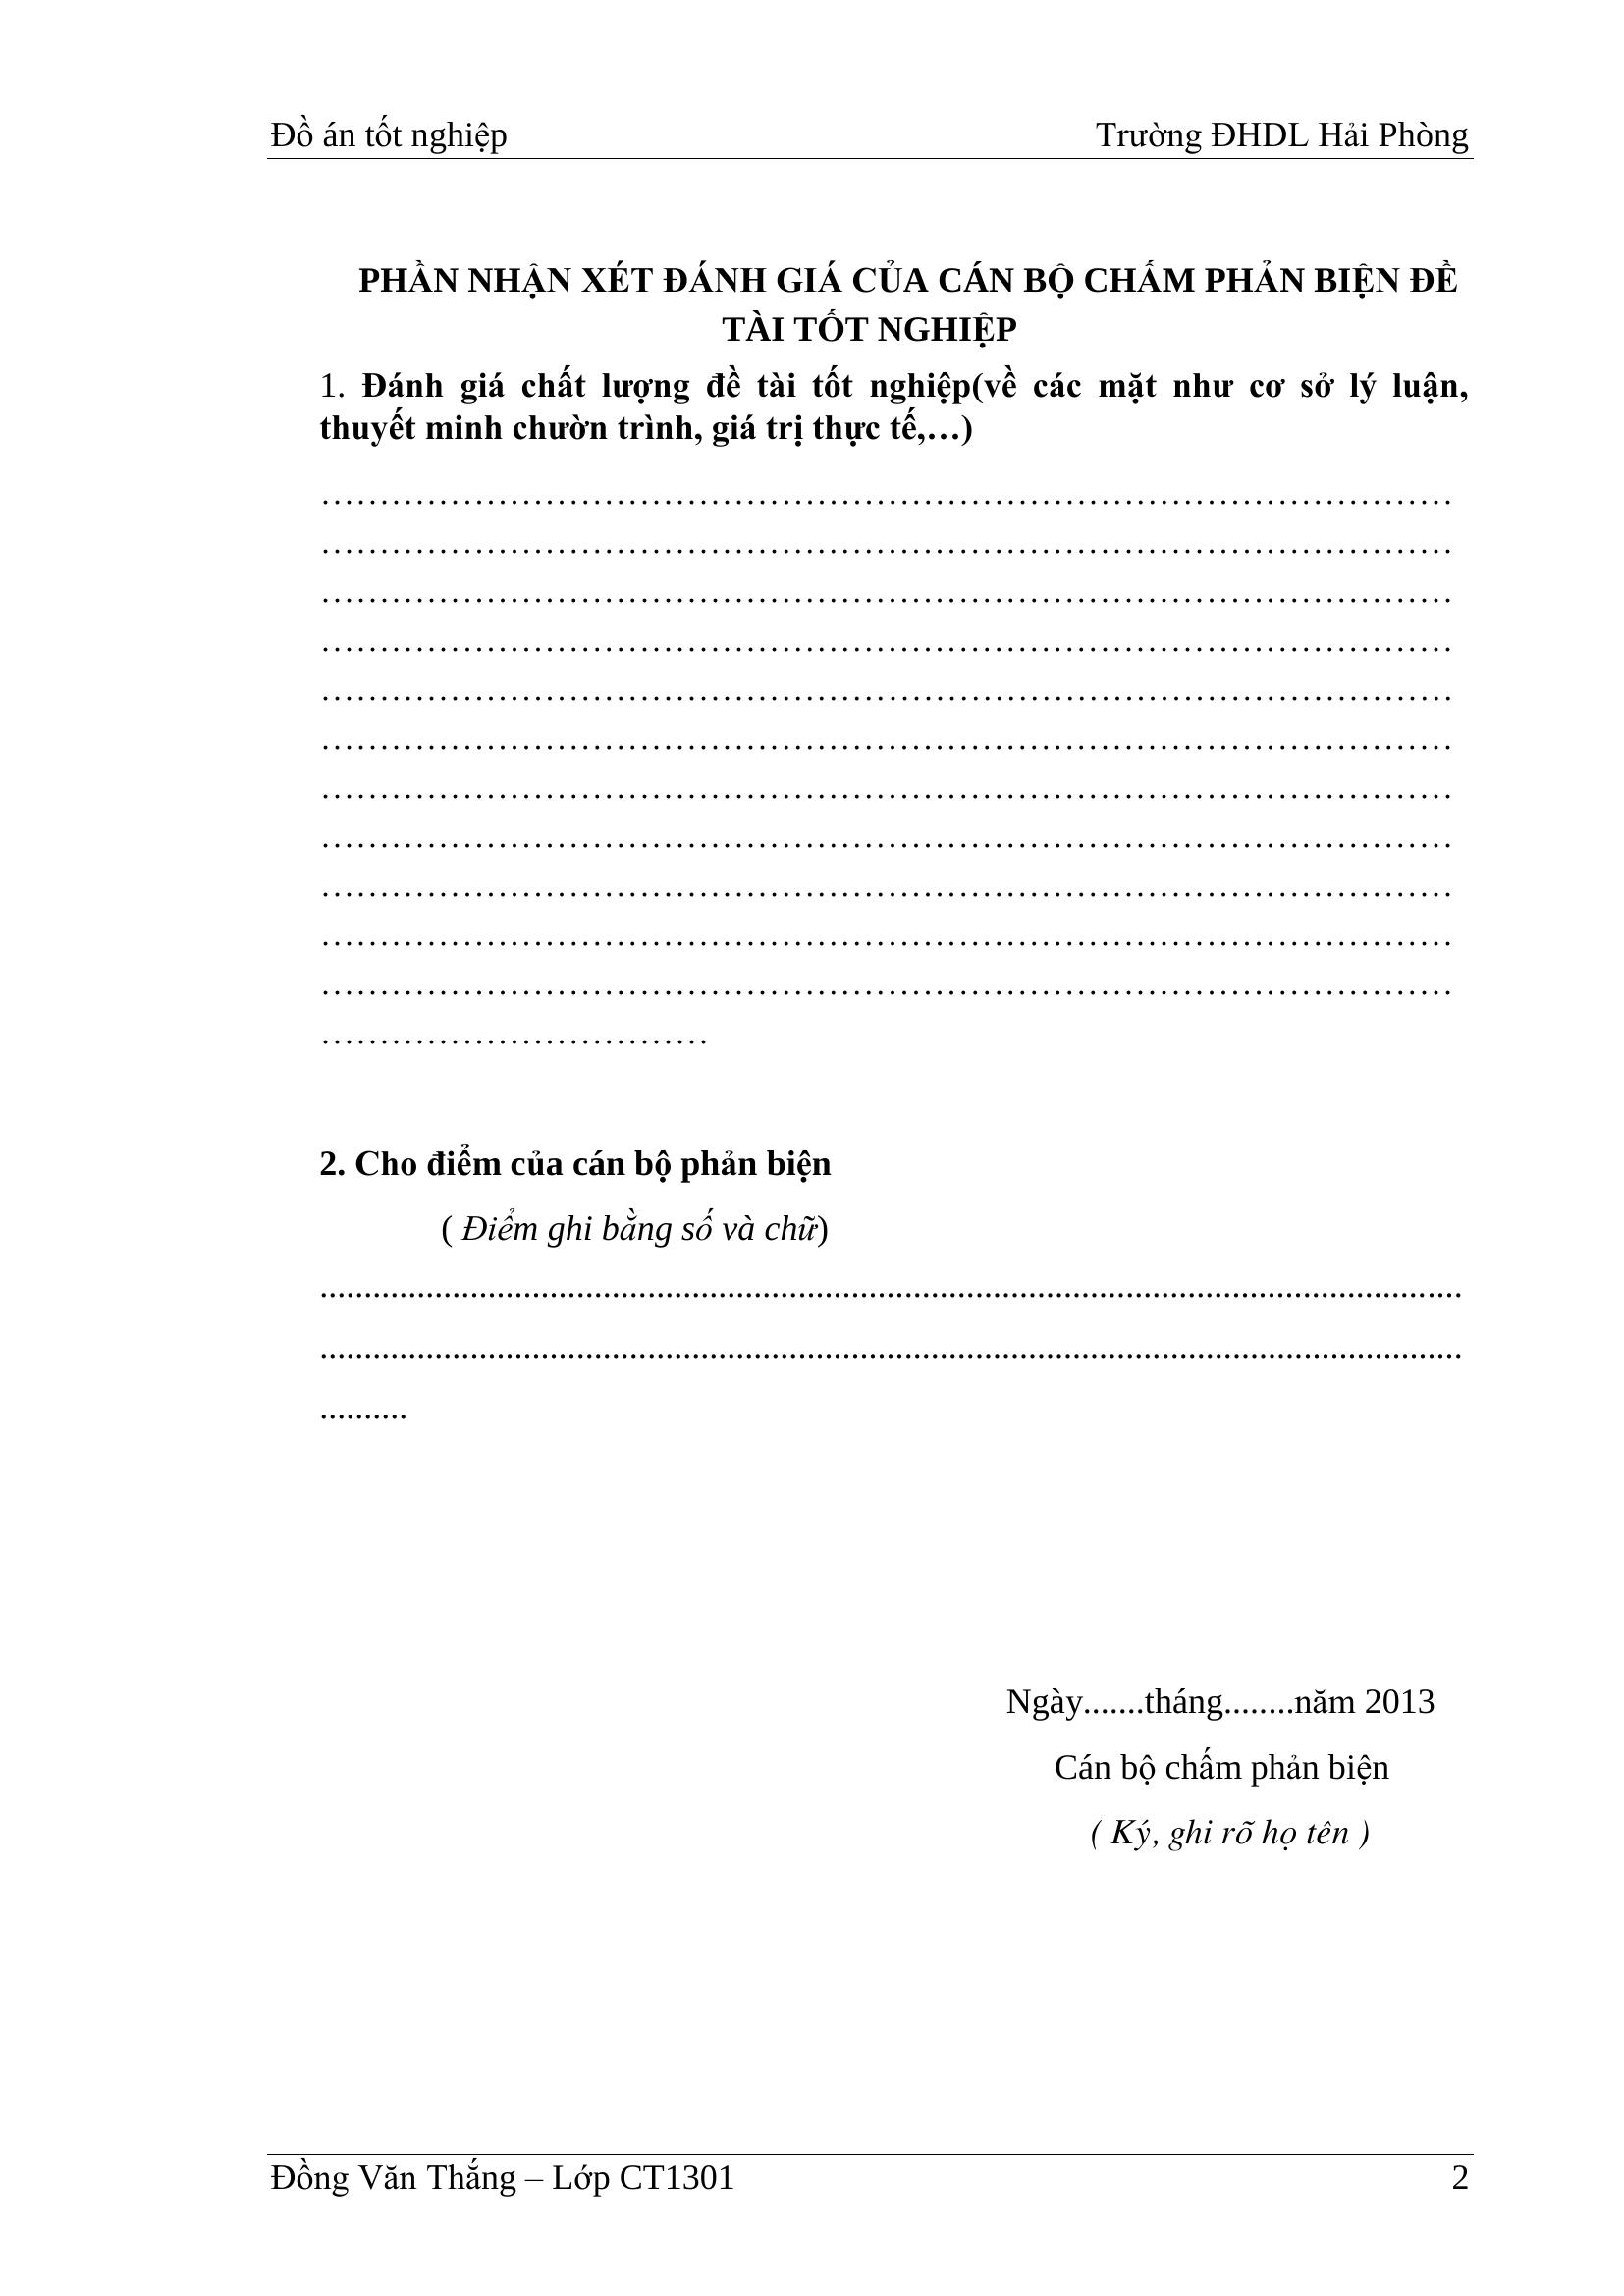 Đồ án tốt nghiệp Trường ĐHDL Hải Phòng
PHẦN NHẬN XÉT ĐÁNH GIÁ CỦA CÁN BỘ CHẤM PHẢN BIỆN ĐỀ
TÀI TỐT NGHIỆP
1. Đánh giá chất lượng đề tài tốt nghiệp(về các mặt như cơ sở lý luận,
thuyết minh chườn trình, giá trị thực tế,…)
………………………………………………………………………………………
………………………………………………………………………………………
………………………………………………………………………………………
………………………………………………………………………………………
………………………………………………………………………………………
………………………………………………………………………………………
………………………………………………………………………………………
………………………………………………………………………………………
………………………………………………………………………………………
………………………………………………………………………………………
………………………………………………………………………………………
……………………………
2. Cho điểm của cán bộ phản biện
( Điểm ghi bằng số và chữ)
.................................................................................................................................
.................................................................................................................................
..........
Ngày.......tháng........năm 2013
Cán bộ chấm phản biện
( Ký, ghi rõ họ tên )
Đồng Văn Thắng – Lớp CT1301 2